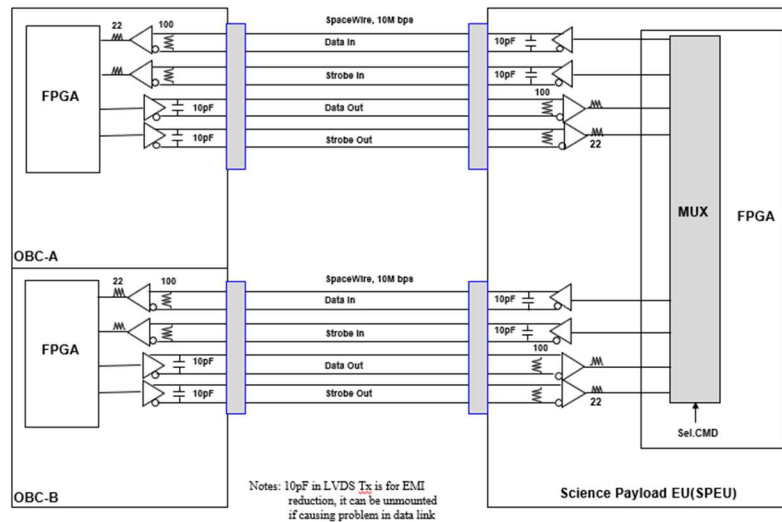 SpaceWire, 10M bps
22
100
Data In
10pF
Strobe In
10pF
FPGA
100
10pF
Data Out
10pF
Strobe Out
22
MUX
FPGA
OBC-A
SpaceWire, 10M bps
22
100
Data In
10pF
Strobe In
10pF
FPGA
100
10pF
Data Out
10pF
Strobe Out
22
Sel.CMD
OBC-B
Notes: 10pF in LVDS Tx is for EMI
reduction, it can be unmounted
if causing problem in data link
Science Payload EU(SPEU)